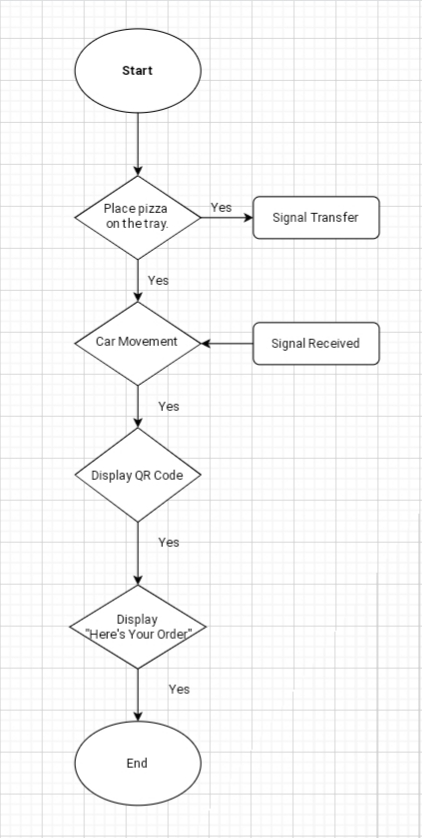 Start
Place pizza
on the tray.
Yes
Signal Transfer
Yes
Car Movement
Signal Received
Yes
Display QR Code
Yes
Display
"Here's Your Order"
Yes
End